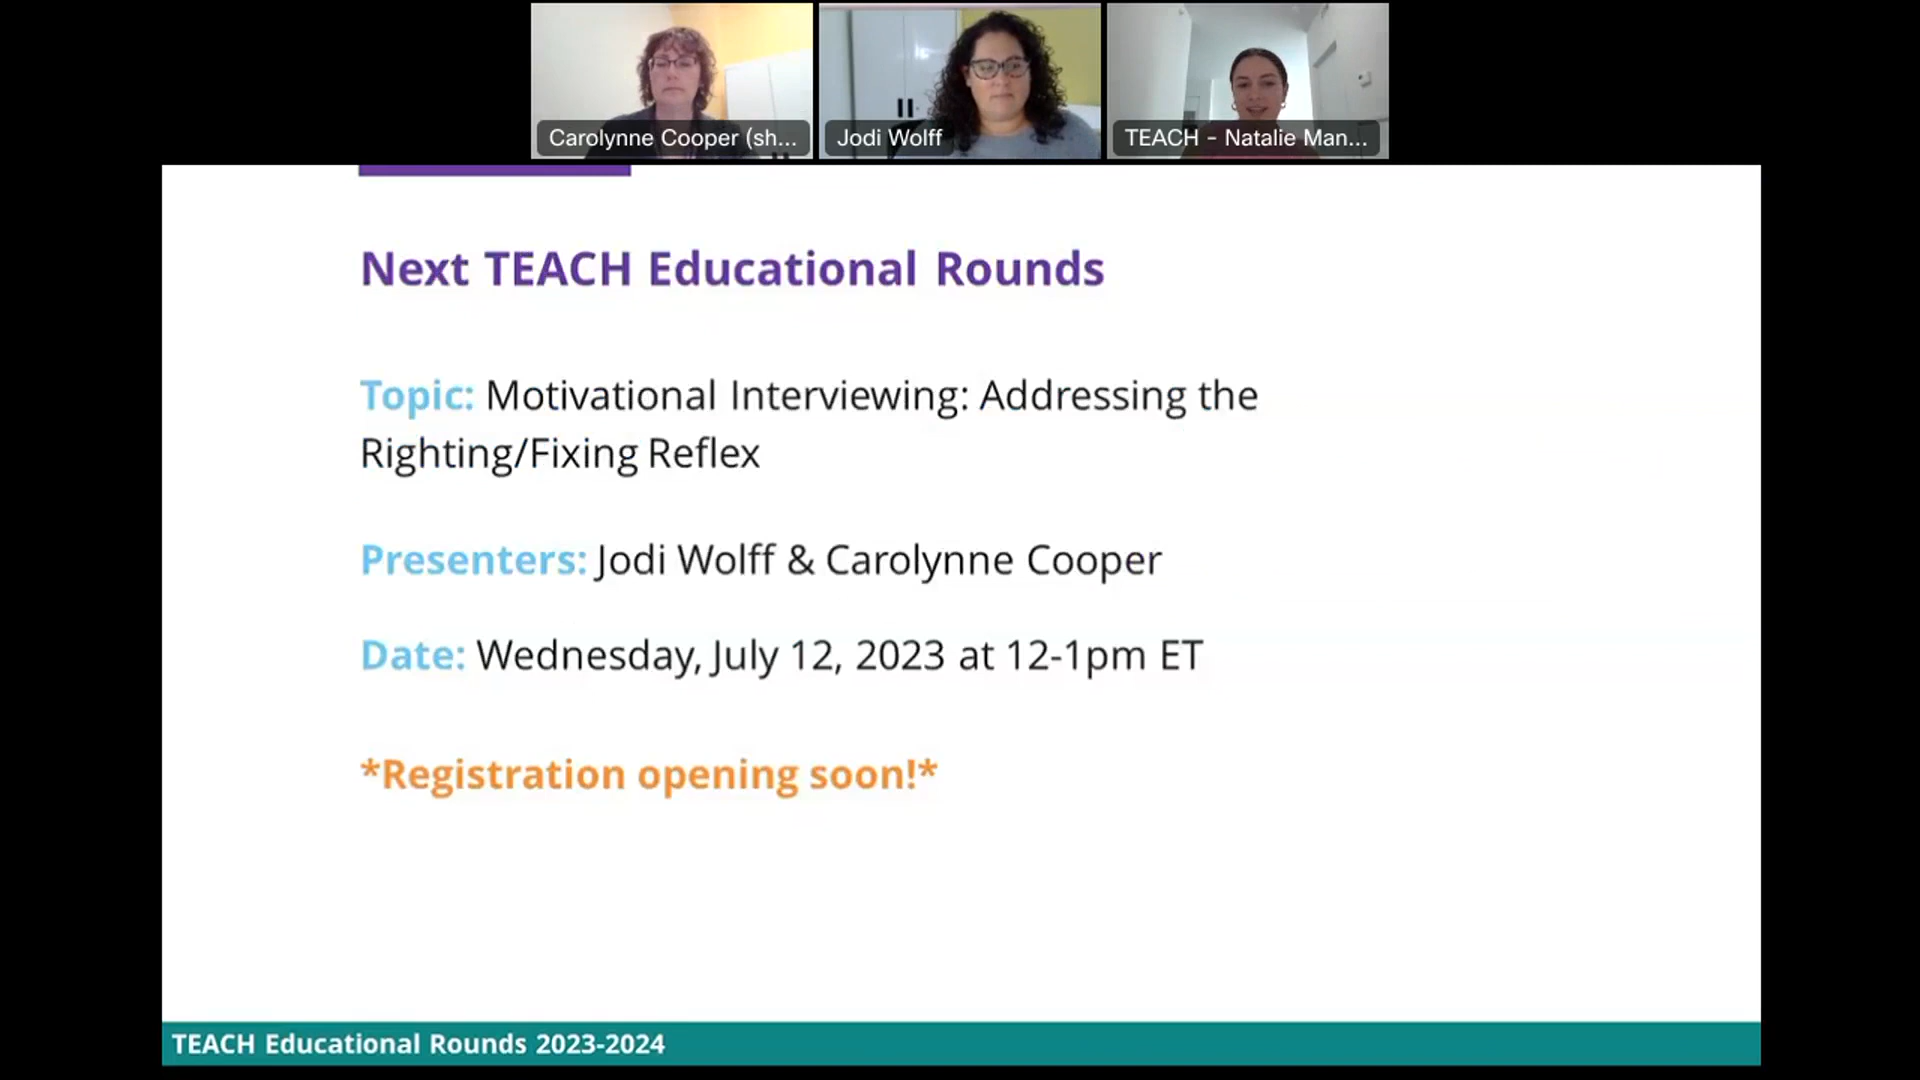 Carolynne Cooper (sh...
Jodi Wolff
TEACH - Natalie Man...
Next TEACH Educational Rounds
Topic: Motivational Interviewing: Addressing the
Righting/Fixing Reflex
Presenters: Jodi Wolff & Carolynne Cooper
Date: Wednesday, July 12, 2023 at 12-1pm ET
*Registration opening soon!*
TEACH Educational Rounds 2023-2024